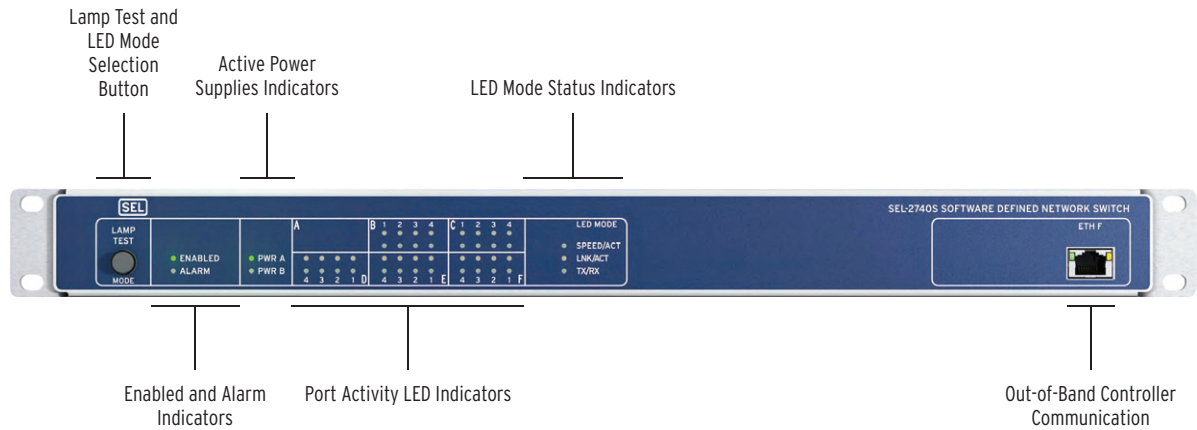 Lamp Test and
LED Mode
Selection
Button
Active Power
Supplies Indicators
LED Mode Status Indicators
SEL
SEL-2740S SOFTWARE DEFINED NETWORK SWITCH
LAMP
TEST
MODE
ENABLED
ALARM
PWR A
PWR B
A
B 1 2 3 4
C 1 2 3 4
4 3 2 1 D
4 3 2 1 E
4 3 2 1 F
LED MODE
SPEED/ACT
LNK/ACT
TX/RX
ETH F
Enabled and Alarm
Indicators
Port Activity LED Indicators
Out-of-Band Controller
Communication